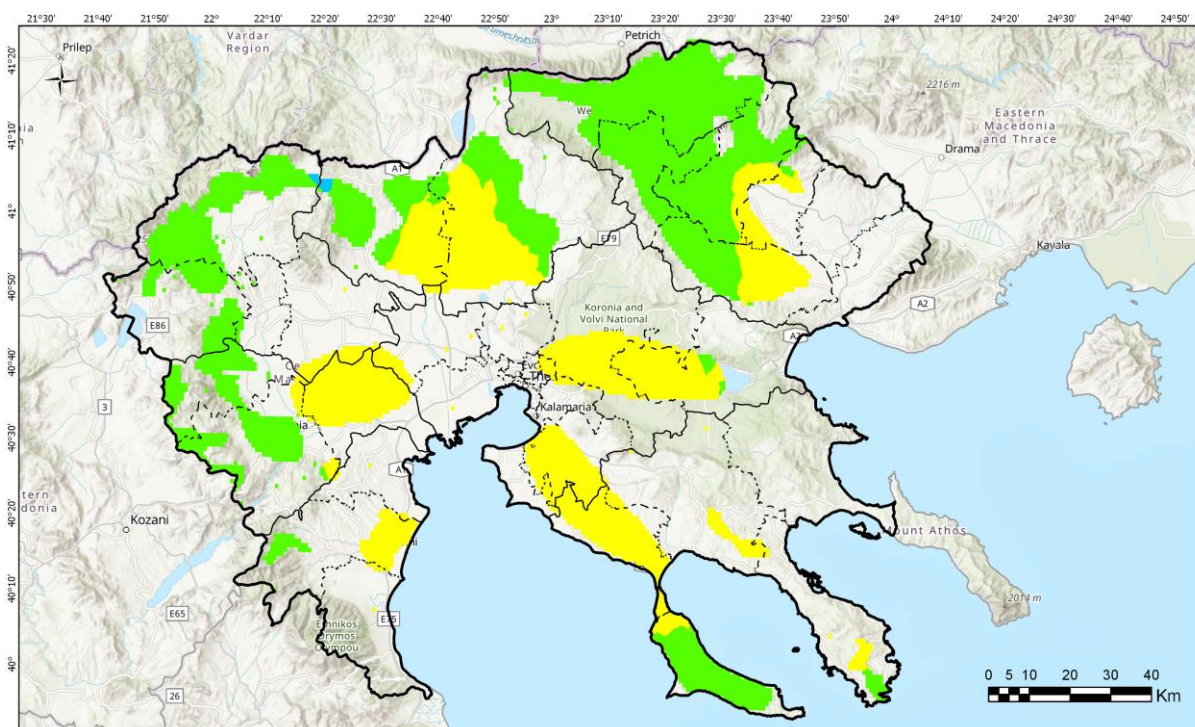 21°30' 21°40' 21°50' 22° 22°10' 22°20' 22°30' 22°40' 22°50' 23° 23°10' 23°20' 23°30' 23°40' 23°50' 24° 24°10' 24°20' 24°30' 24°40' 24°50'
41°20'
41°10'
41°
40°50'
40°40'
40°30'
40°20'
40°10'
40°
Prilep
Vardar
Region
Petrich
2216 m
Eastern
Macedonia
and Thrace
Drama
A1
E79
Kavala
A2
Koronia and
Volvi National
Park
E86
3
Kalamaria
A1
Kozani
Mount Athos
E65
E75
2014 m
Ethnikos
Drymos
Olympou
26
0 5 10 20 30 40
Km